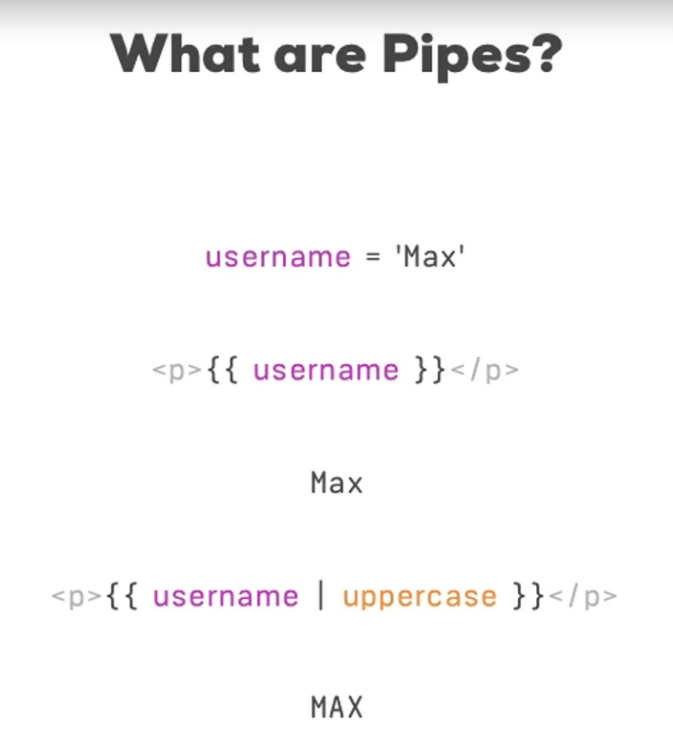 What are Pipes?
username = 'Max'
<p>{{ username }}</p>
Max
<p>{{ username | uppercase }}</p>
MAX